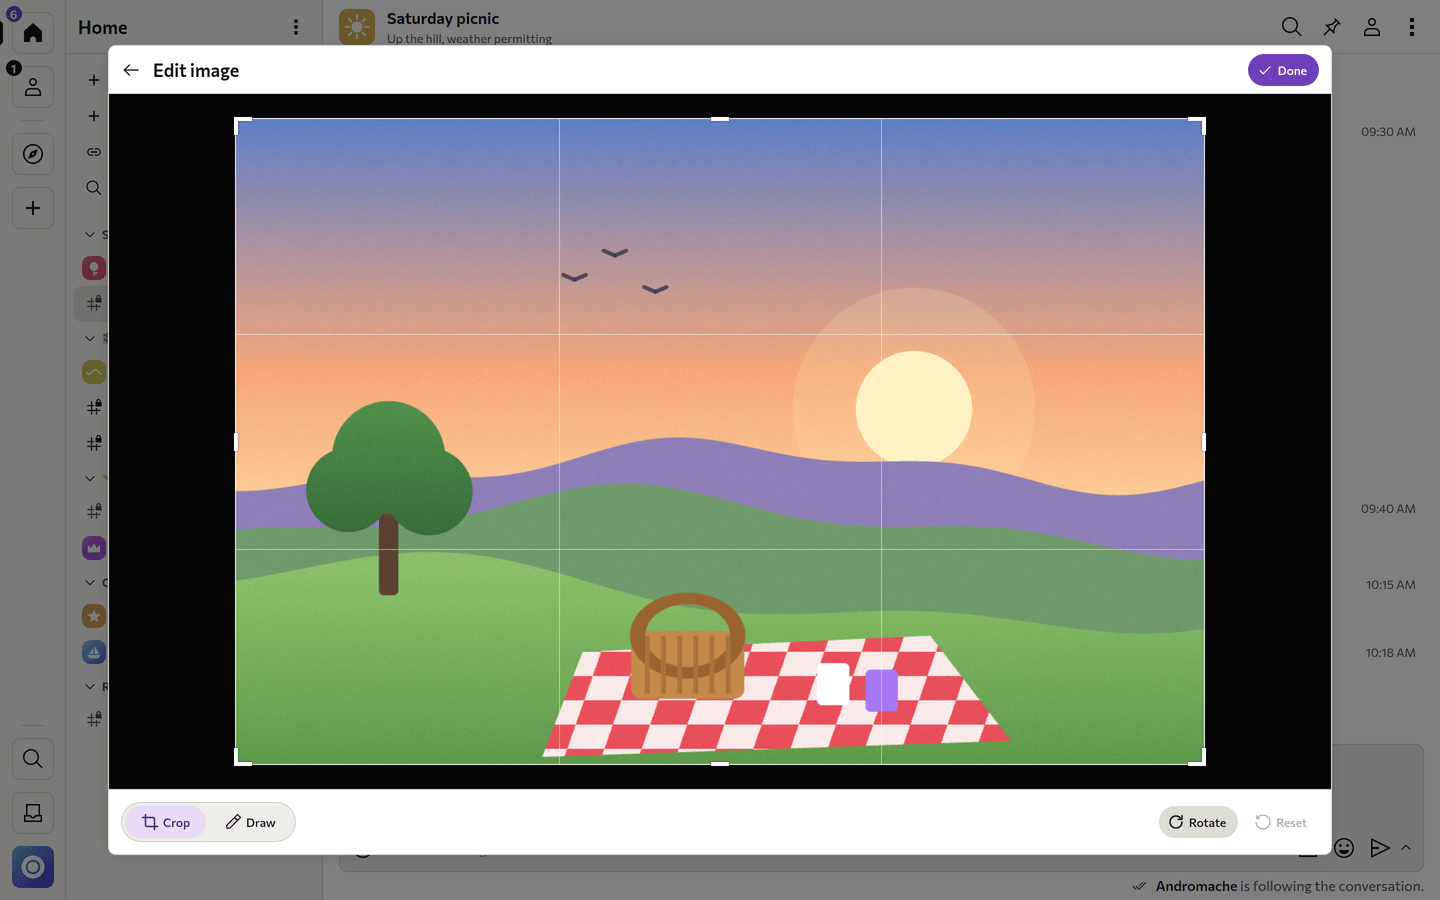 6
Home
Saturday picnic
Up the hill, weather permitting
1
Edit image
Done
09:30 AM
09:40 AM
10:15 AM
10:18 AM
Crop
Draw
Rotate
Reset
Andromache is following the conversation.